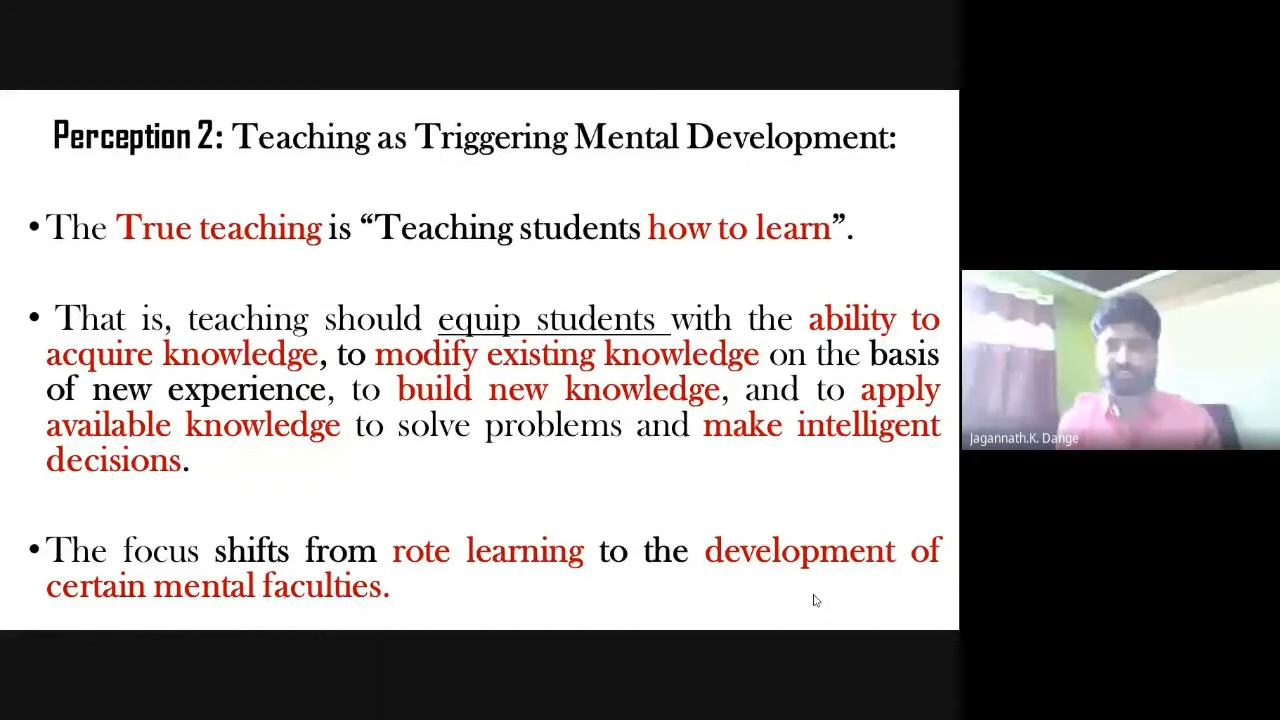 Perception 2: Teaching as Triggering Mental Development:
• The True teaching is “Teaching students how to learn”.
• That is, teaching should equip students with the ability to
acquire knowledge, to modify existing knowledge on the basis
of new experience, to build new knowledge, and to apply
available knowledge to solve problems and make intelligent
decisions.
• The focus shifts from rote learning to the development of
certain mental faculties.
Jagannath.K. Dange